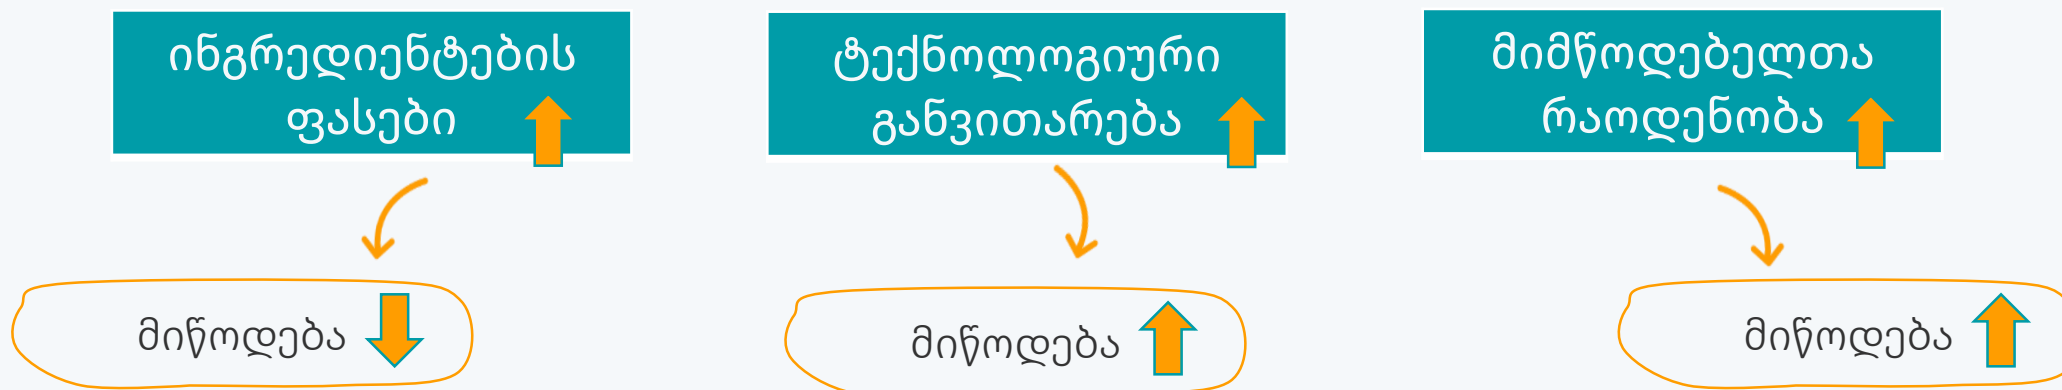 ინგრედიენტების
ფასები
ტექნოლოგიური
განვითარება
მიმწოდებელთა
რაოდენობა
მიწოდება
მიწოდება
მიწოდება